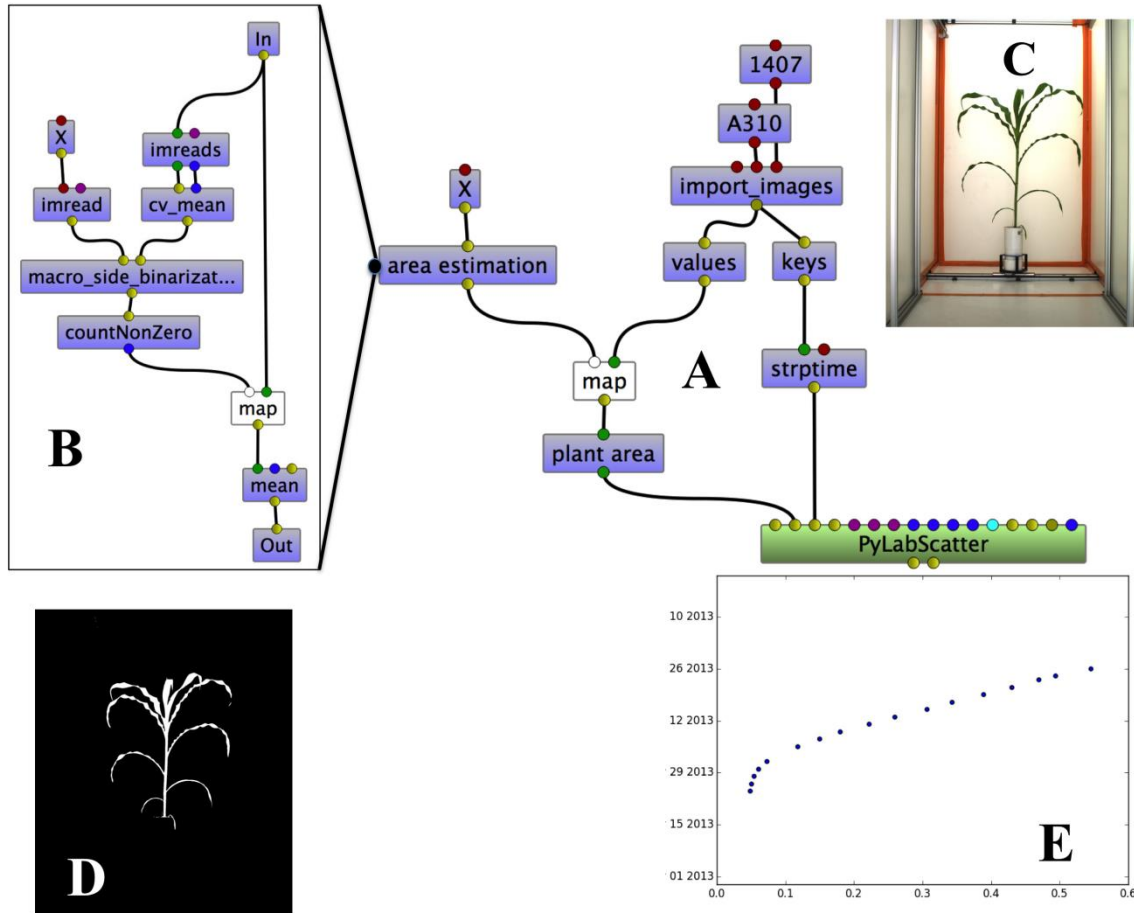 In
X
imreads
imread
cv_mean
macro_side_binarizat...
countNonZero
map
B
mean
Out
1407
A310
X
import_images
area estimation
values
keys
A
map
strptime
plant area
PyLabScatter
C
D
10 2013
26 2013
12 2013
29 2013
15 2013
01 2013
0.0 0.1 0.2 0.3 0.4 0.5 0.6
E